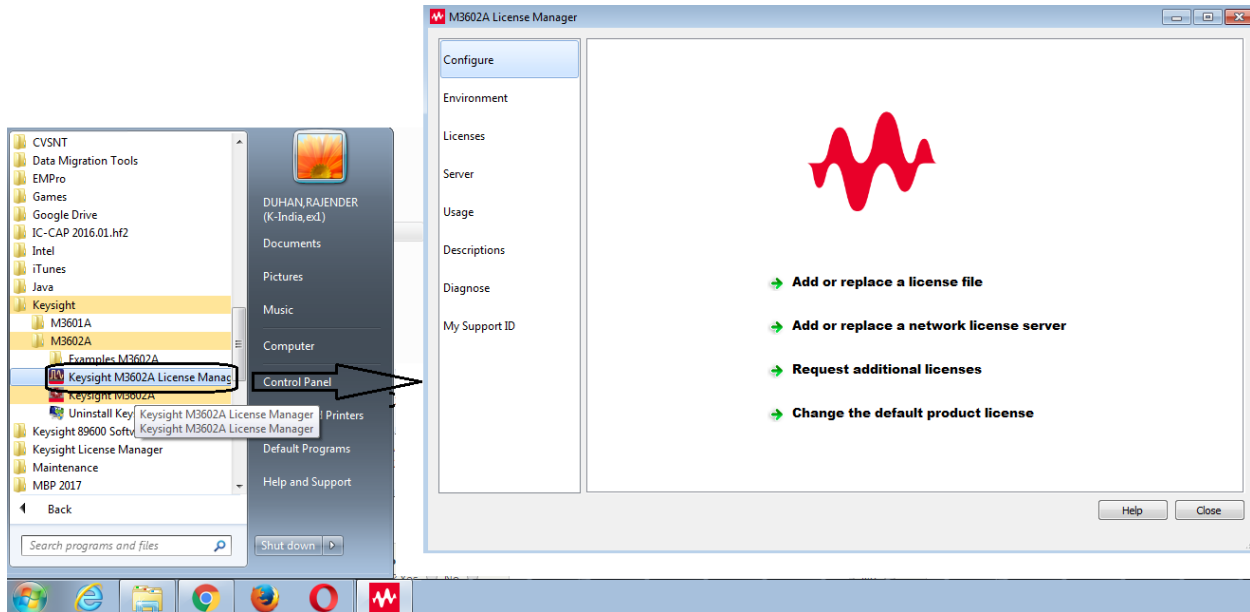 M3602A License Manager
Configure
Environment
Licenses
Server
Usage
Descriptions
Diagnose
My Support ID
Add or replace a license file
Add or replace a network license server
Request additional licenses
Change the default product license
Help
Close
CVSNT
Data Migration Tools
EMPro
Games
Google Drive
IC-CAP 2016.01.hf2
Intel
iTunes
Java
Keysight
M3601A
M3602A
Examples M3602A
Keysight M3602A License Manag
Keysight M3602A
Uninstall Key
Keysight M3602A License Manager
Keysight M3602A License Manager
Keysight 89600 Softw
Keysight License Manager
Maintenance
MBP 2017
Back
Search programs and files
DUHAN,RAJENDER
(K-India,ex1)
Documents
Pictures
Music
Computer
Control Panel
Printers
Default Programs
Help and Support
Shut down